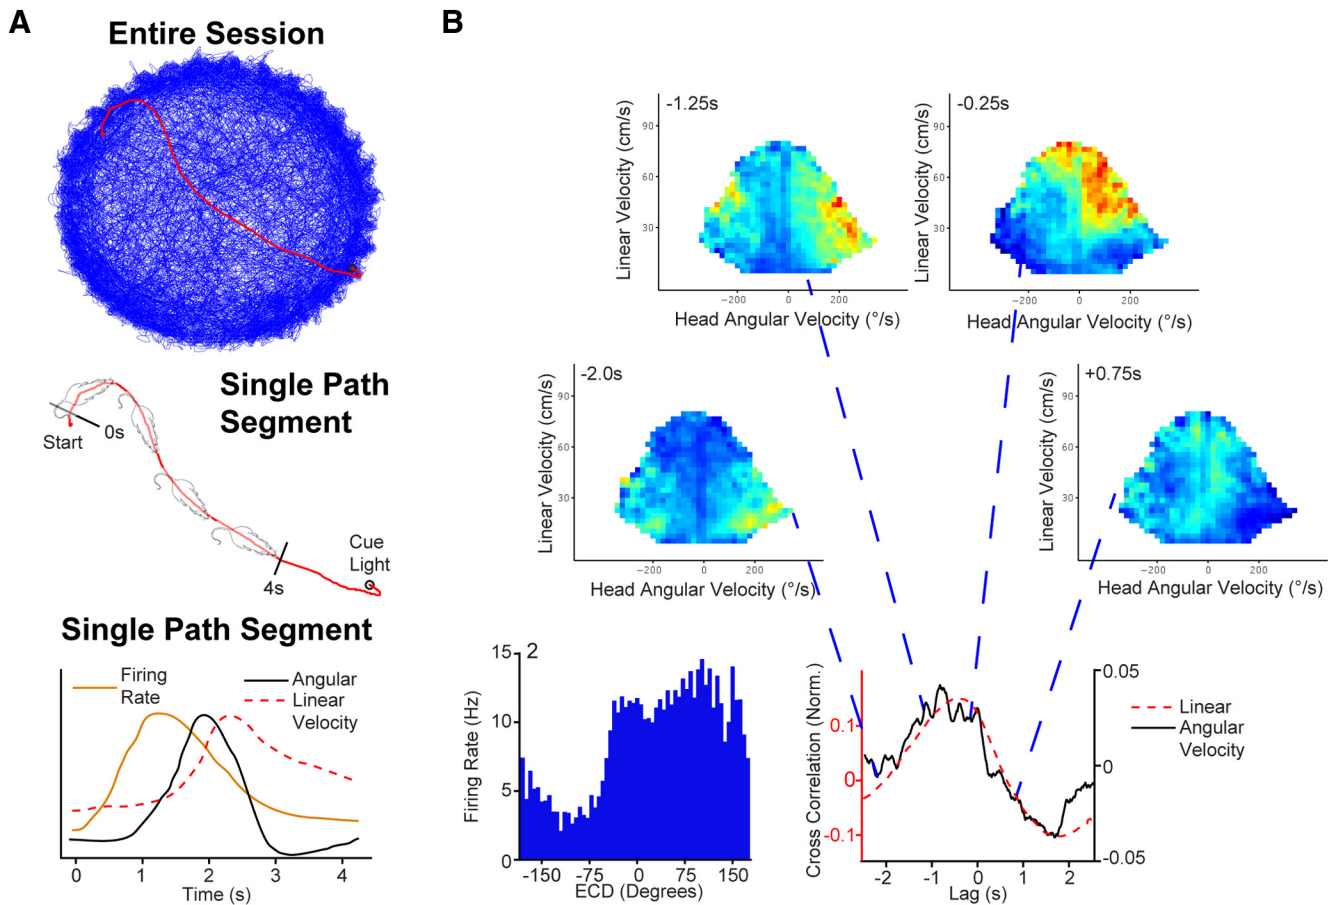 A
B
Entire Session
Single Path
Segment
Start
0s
4s
Cue
Light
Single Path Segment
Firing
Rate
Angular
Linear
Velocity
0
1
2
3
4
Time (s)
-1.25s
Linear Velocity (cm/s)
90
60
30
-200
0
200
Head Angular Velocity (°/s)
-0.25s
Linear Velocity (cm/s)
90
60
30
-200
0
200
Head Angular Velocity (°/s)
-2.0s
Linear Velocity (cm/s)
90
60
30
-200
0
200
Head Angular Velocity (°/s)
+0.75s
Linear Velocity (cm/s)
90
60
30
-200
0
200
Head Angular Velocity (°/s)
2
Firing Rate (Hz)
15
10
5
0
-150
-75
0
75
150
ECD (Degrees)
Cross Correlation (Norm.)
0.1
0
-0.1
0.05
0
-0.05
-2
-1
0
1
2
Lag (s)
Linear
Angular
Velocity